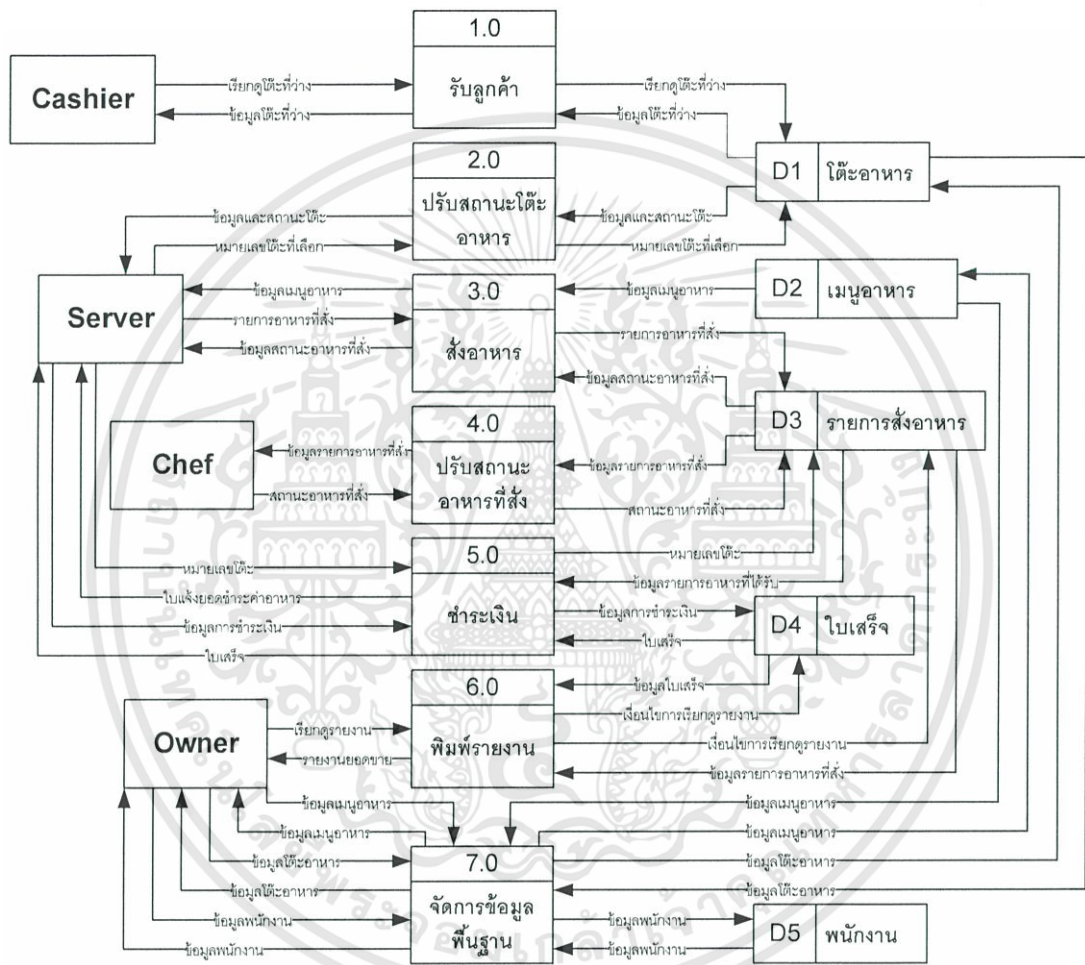 1.0
รับลูกค้า
Cashier
เรียกดูโต๊ะที่ว่าง
ข้อมูลโต๊ะที่ว่าง
เรียกดูโต๊ะที่ว่าง
ข้อมูลโต๊ะที่ว่าง
D1 โต๊ะอาหาร
2.0
ปรับสถานะโต๊ะ
อาหาร
ข้อมูลและสถานะโต๊ะ
หมายเลขโต๊ะที่เลือก
ข้อมูลและสถานะโต๊ะ
หมายเลขโต๊ะที่เลือก
Server
3.0
สั่งอาหาร
ข้อมูลเมนูอาหาร
รายการอาหารที่สั่ง
ข้อมูลสถานะอาหารที่สั่ง
ข้อมูลเมนูอาหาร
D2 เมนูอาหาร
รายการอาหารที่สั่ง
ข้อมูลสถานะอาหารที่สั่ง
D3 รายการสั่งอาหาร
Chef
4.0
ปรับสถานะ
อาหารที่สั่ง
ข้อมูลรายการอาหารที่สั่ง
สถานะอาหารที่สั่ง
ข้อมูลรายการอาหารที่สั่ง
สถานะอาหารที่สั่ง
5.0
ชำระเงิน
หมายเลขโต๊ะ
ใบแจ้งยอดชำระค่าอาหาร
ข้อมูลการชำระเงิน
ใบเสร็จ
หมายเลขโต๊ะ
ข้อมูลรายการอาหารที่ได้รับ
ข้อมูลการชำระเงิน
ใบเสร็จ
D4 ใบเสร็จ
6.0
พิมพ์รายงาน
Owner
เรียกดูรายงาน
รายงานยอดขาย
ข้อมูลใบเสร็จ
เงื่อนไขการเรียกดูรายงาน
เงื่อนไขการเรียกดูรายงาน
ข้อมูลรายการอาหารที่สั่ง
7.0
จัดการข้อมูล
พื้นฐาน
ข้อมูลเมนูอาหาร
ข้อมูลเมนูอาหาร
ข้อมูลโต๊ะอาหาร
ข้อมูลโต๊ะอาหาร
ข้อมูลพนักงาน
ข้อมูลพนักงาน
ข้อมูลเมนูอาหาร
ข้อมูลเมนูอาหาร
ข้อมูลโต๊ะอาหาร
ข้อมูลโต๊ะอาหาร
ข้อมูลพนักงาน
ข้อมูลพนักงาน
D5 พนักงาน